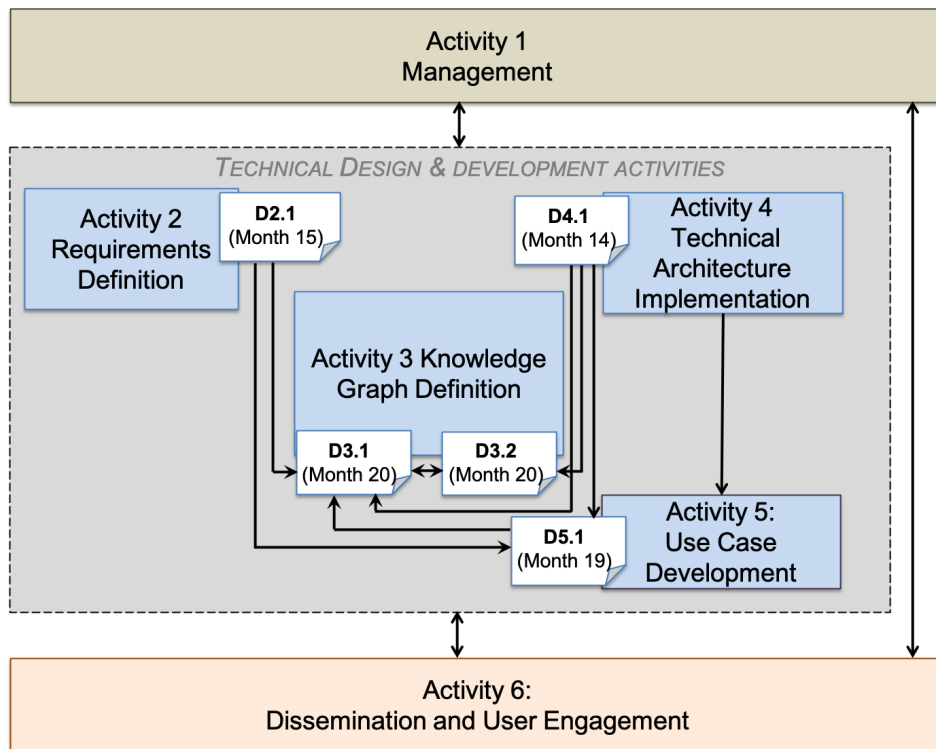 Activity 1
Management
TECHNICAL DESIGN & DEVELOPMENT ACTIVITIES
Activity 2
Requirements
Definition
D2.1
(Month 15)
D4.1
(Month 14)
Activity 4
Technical
Architecture
Implementation
Activity 3 Knowledge
Graph Definition
D3.1
(Month 20)
D3.2
(Month 20)
D5.1
(Month 19)
Activity 5:
Use Case
Development
Activity 6:
Dissemination and User Engagement